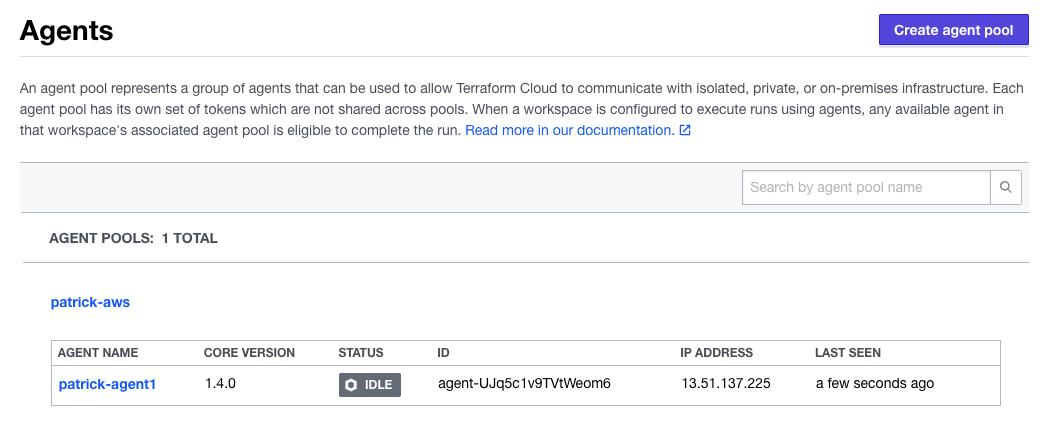 Agents
Create agent pool
An agent pool represents a group of agents that can be used to allow Terraform Cloud to communicate with isolated, private, or on-premises infrastructure. Each
agent pool has its own set of tokens which are not shared across pools. When a workspace is configured to execute runs using agents, any available agent in
that workspace's associated agent pool is eligible to complete the run. Read more in our documentation.
Search by agent pool name
AGENT POOLS: 1 TOTAL
patrick-aws
AGENT NAME CORE VERSION STATUS ID IP ADDRESS LAST SEEN
patrick-agent1 1.4.0 IDLE agent-UJq5c1v9TVtWeom6 13.51.137.225 a few seconds ago